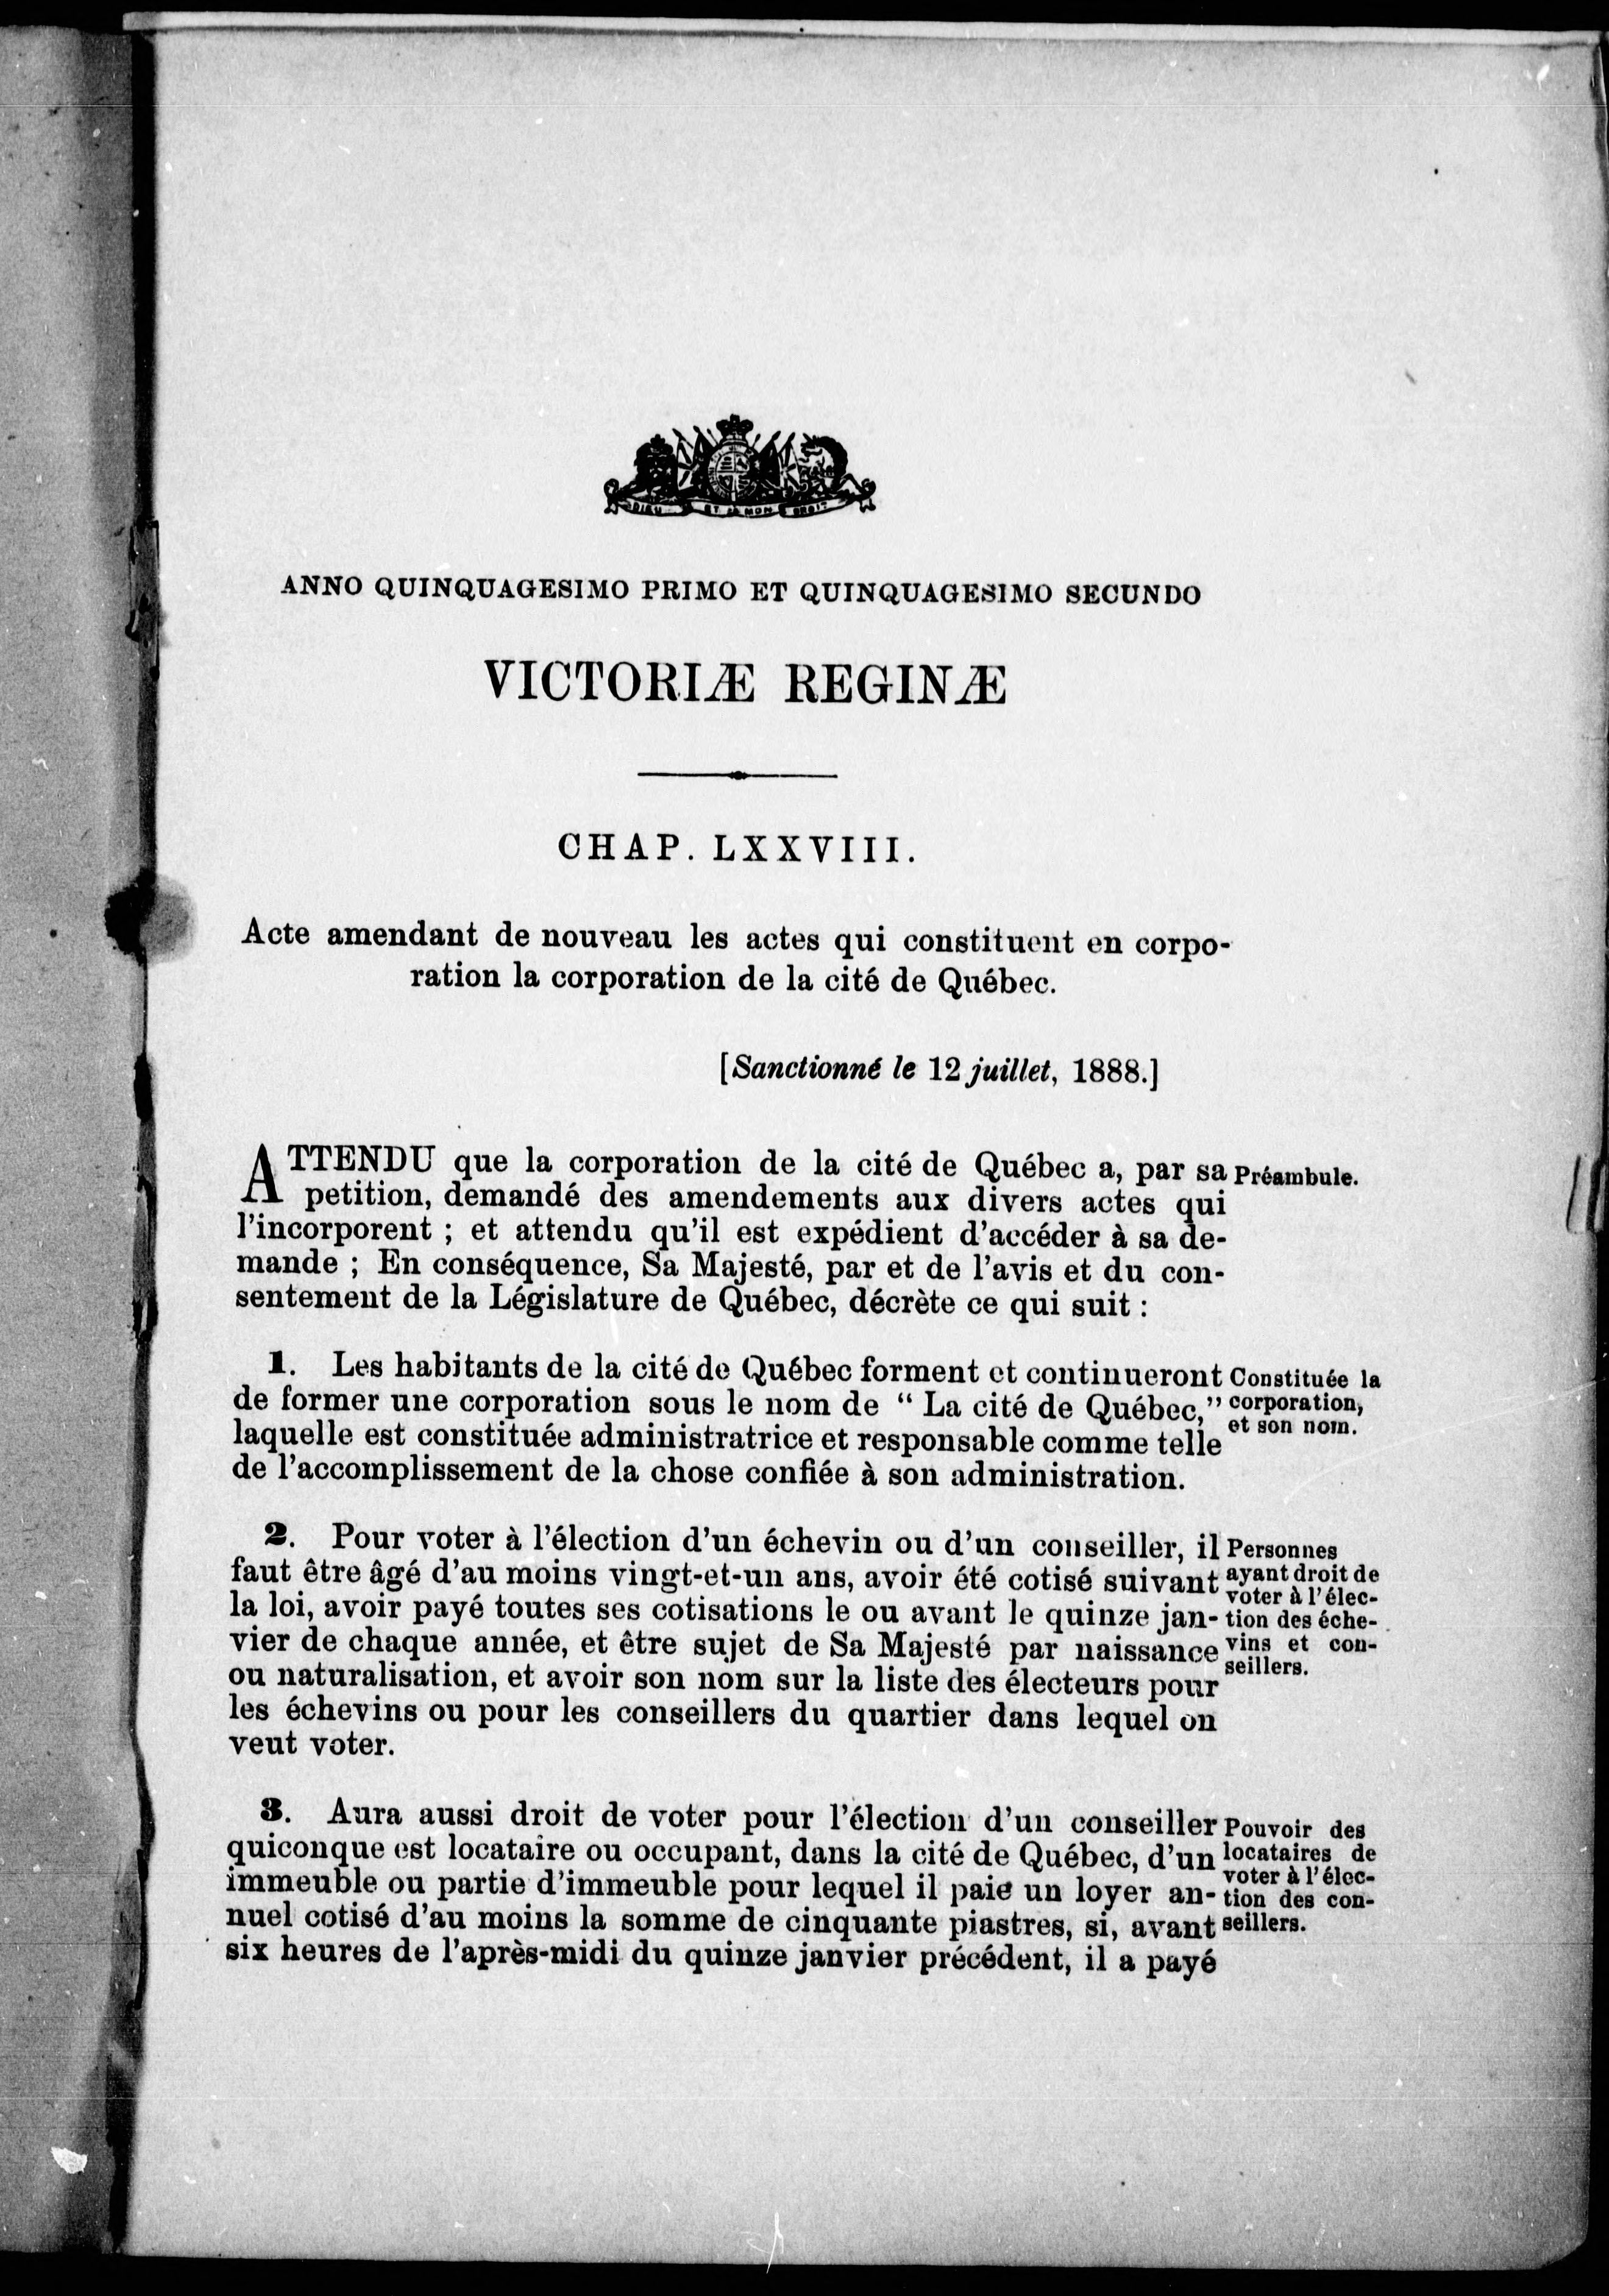 DIEU ET MON DROIT
ANNO QUINQUAGESIMO PRIMO ET QUINQUAGESIMO SECUNDO
VICTORIÆ REGINÆ
CHAP. LXXVIII.
Acte amendant de nouveau les actes qui constituent en corpo-
ration la corporation de la cité de Québec.
[Sanctionné le 12 juillet, 1888.]
ATTENDU que la corporation de la cité de Québec a, par sa
petition, demandé des amendements aux divers actes qui
l'incorporent ; et attendu qu'il est expédient d'accéder à sa de-
mande ; En conséquence, Sa Majesté, par et de l'avis et du con-
sentement de la Législature de Québec, décrète ce qui suit :
Préambule.
1. Les habitants de la cité de Québec forment et continueront
de former une corporation sous le nom de “ La cité de Québec,”
laquelle est constituée administratrice et responsable comme telle
de l'accomplissement de la chose confiée à son administration.
Constituée la
corporation,
et son nom.
2. Pour voter à l'élection d'un échevin ou d'un conseiller, il
faut être âgé d'au moins vingt-et-un ans, avoir été cotisé suivant
la loi, avoir payé toutes ses cotisations le ou avant le quinze jan-
vier de chaque année, et être sujet de Sa Majesté par naissance
ou naturalisation, et avoir son nom sur la liste des électeurs pour
les échevins ou pour les conseillers du quartier dans lequel on
veut voter.
Personnes
ayant droit de
voter à l'élec-
tion des éche-
vins et con-
seillers.
3. Aura aussi droit de voter pour l'élection d'un conseiller
quiconque est locataire ou occupant, dans la cité de Québec, d'un
immeuble ou partie d'immeuble pour lequel il paie un loyer an-
nuel cotisé d'au moins la somme de cinquante piastres, si, avant
six heures de l'après-midi du quinze janvier précédent, il a payé
Pouvoir des
locataires de
voter à l'élec-
tion des con-
seillers.